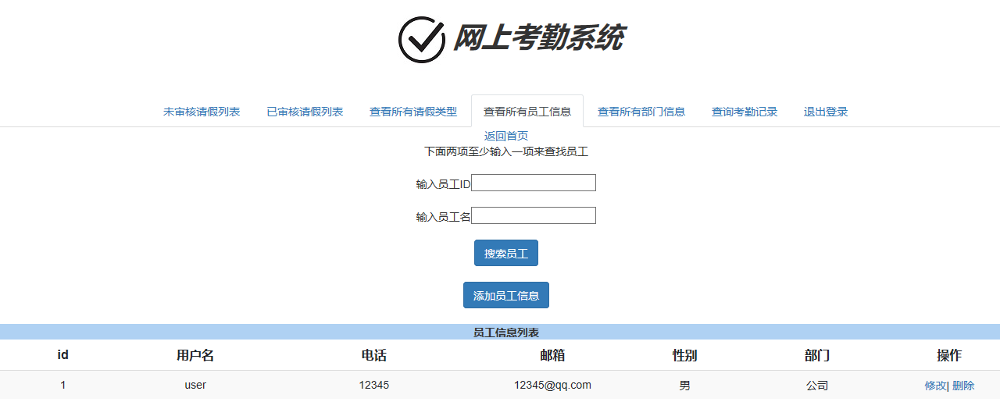 网上考勤系统
未审核请假列表 已审核请假列表 查看所有请假类型 查看所有员工信息 查看所有部门信息 查询考勤记录 退出登录
返回首页
下面两项至少输入一项来查找员工
输入员工ID
输入员工名
搜索员工
添加员工信息
员工信息列表
id 用户名 电话 邮箱 性别 部门 操作
1 user 12345 12345@qq.com 男 公司 修改| 删除